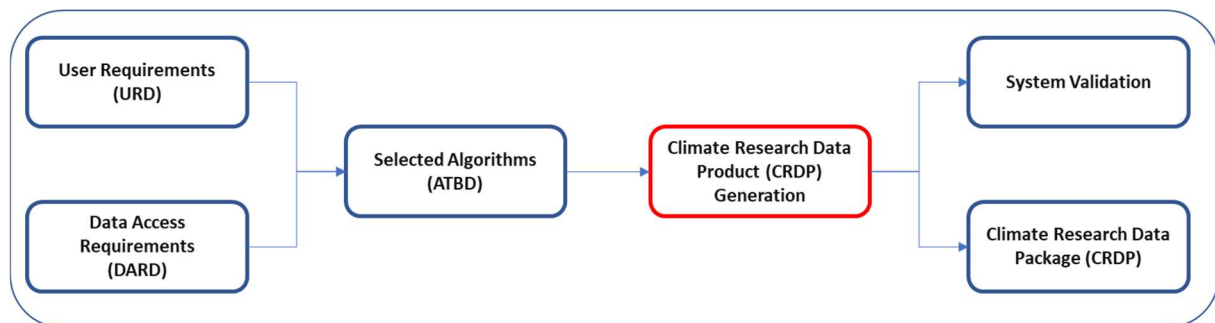 User Requirements
(URD)
Data Access
Requirements
(DARD)
Selected Algorithms
(ATBD)
Climate Research Data
Product (CRDP)
Generation
System Validation
Climate Research Data
Package (CRDP)